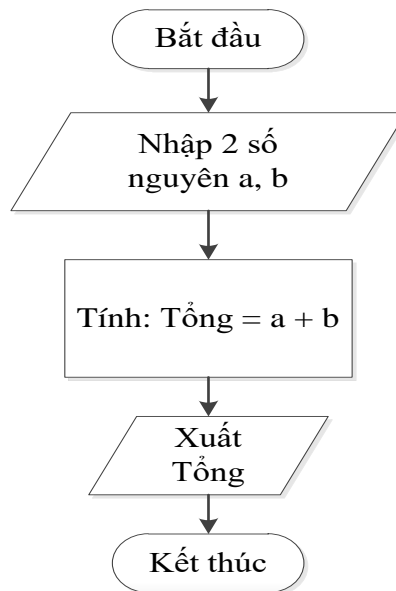 Bắt đầu
Nhập 2 số
nguyên a, b
Tính: Tổng = a + b
Xuất
Tổng
Kết thúc